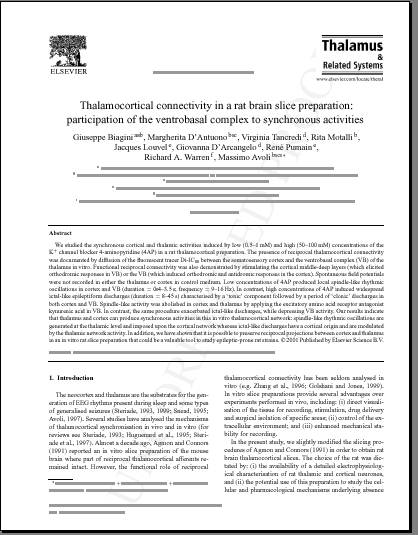 Thalamus
&
Related Systems
ELSEVIER
www.elsevier.com/locate/thalrel
Thalamocortical connectivity in a rat brain slice preparation:
participation of the ventrobasal complex to synchronous activities
Giuseppe Biagini, Margherita D'Antuono, Virginia Tancredi, Rita Motalli,
Jacques Louvel, Giovanna D'Arcangelo, René Pumain,
Richard A. Warren, Massimo Avoli
Abstract
We studied the synchronous cortical and thalamic activities induced by low (0.5–1 mM) and high (50–100 mM) concentrations of the
K+ channel blocker 4-aminopyridine (4AP) in a rat thalamocortical preparation. The presence of reciprocal thalamocortical connectivity
was documented by diffusion of the fluorescent tracer between the somatosensory cortex and the ventrobasal complex (VB) of the
thalamus in vitro. Functional reciprocal connectivity was also demonstrated by stimulating the cortical middle-deep layers (which elicited
orthodromic responses in VB) or the VB (which induced orthodromic and antidromic responses in the cortex). Spontaneous field potentials
were not recorded in either the thalamus or cortex in control medium. Low concentrations of 4AP produced local spindle-like rhythmic
oscillations in cortex and VB (duration = 0.4–3.5 s; frequency = 9–16 Hz). In contrast, high concentrations of 4AP induced widespread
ictal-like epileptiform discharges (duration = 8–45 s) characterised by a 'tonic' component followed by a period of 'clonic' discharges in
both cortex and VB. Spindle-like activity was abolished in cortex and thalamus by applying the excitatory amino acid receptor antagonist
kynurenic acid in VB. In contrast, the same procedure exacerbated ictal-like discharges, while depressing VB activity. Our results indicate
that thalamus and cortex can produce synchronous activities in this in vitro thalamocortical network: spindle-like rhythmic oscillations are
generated at the thalamic level and imposed upon the cortical network whereas ictal-like discharges have a cortical origin and are modulated
by the thalamic network activity. In addition, we have shown that it is possible to preserve reciprocal projections between cortex and thalamus
in an in vitro slice preparation that could be a valuable tool to study epileptic-prone rat strains. Published by Elsevier Science B.V.
1. Introduction
The neocortex and thalamus are the substrates for the gen-
eration of EEG rhythms present during sleep and some types
of generalised seizures (Steriade, 1993, 1999; Snead, 1995;
Avoli, 1997). Several studies have analysed the mechanisms
of thalamocortical synchronisation in vivo and in vitro (for
reviews see Steriade, 1993; Huguenard et al., 1995; Steri-
ade et al., 1997). Almost a decade ago, Agmon and Connors
(1991) reported an in vitro slice preparation of the mouse
brain where part of reciprocal thalamocortical afferents re-
mained intact. However, the functional role of reciprocal
thalamocortical connectivity has been seldom analysed in
vitro (e.g. Zhang et al., 1996; Golshani and Jones, 1999).
In vitro slice preparations provide several advantages over
experiments performed in vivo, including: (i) direct visuali-
sation of the tissue for recording, stimulation, drug delivery
and surgical isolation of specific areas; (ii) control of the ex-
tracellular environment; and (iii) enhanced mechanical sta-
bility for recording.
In the present study, we slightly modified the slicing pro-
cedures of Agmon and Connors (1991) in order to obtain rat
brain thalamocortical slices. The choice of the rat was dic-
tated by: (i) the availability of a detailed electrophysiolog-
ical characterisation of rat thalamic and cortical neurones,
and (ii) the potential use of this preparation to study the cel-
lular and pharmacological mechanisms underlying absence